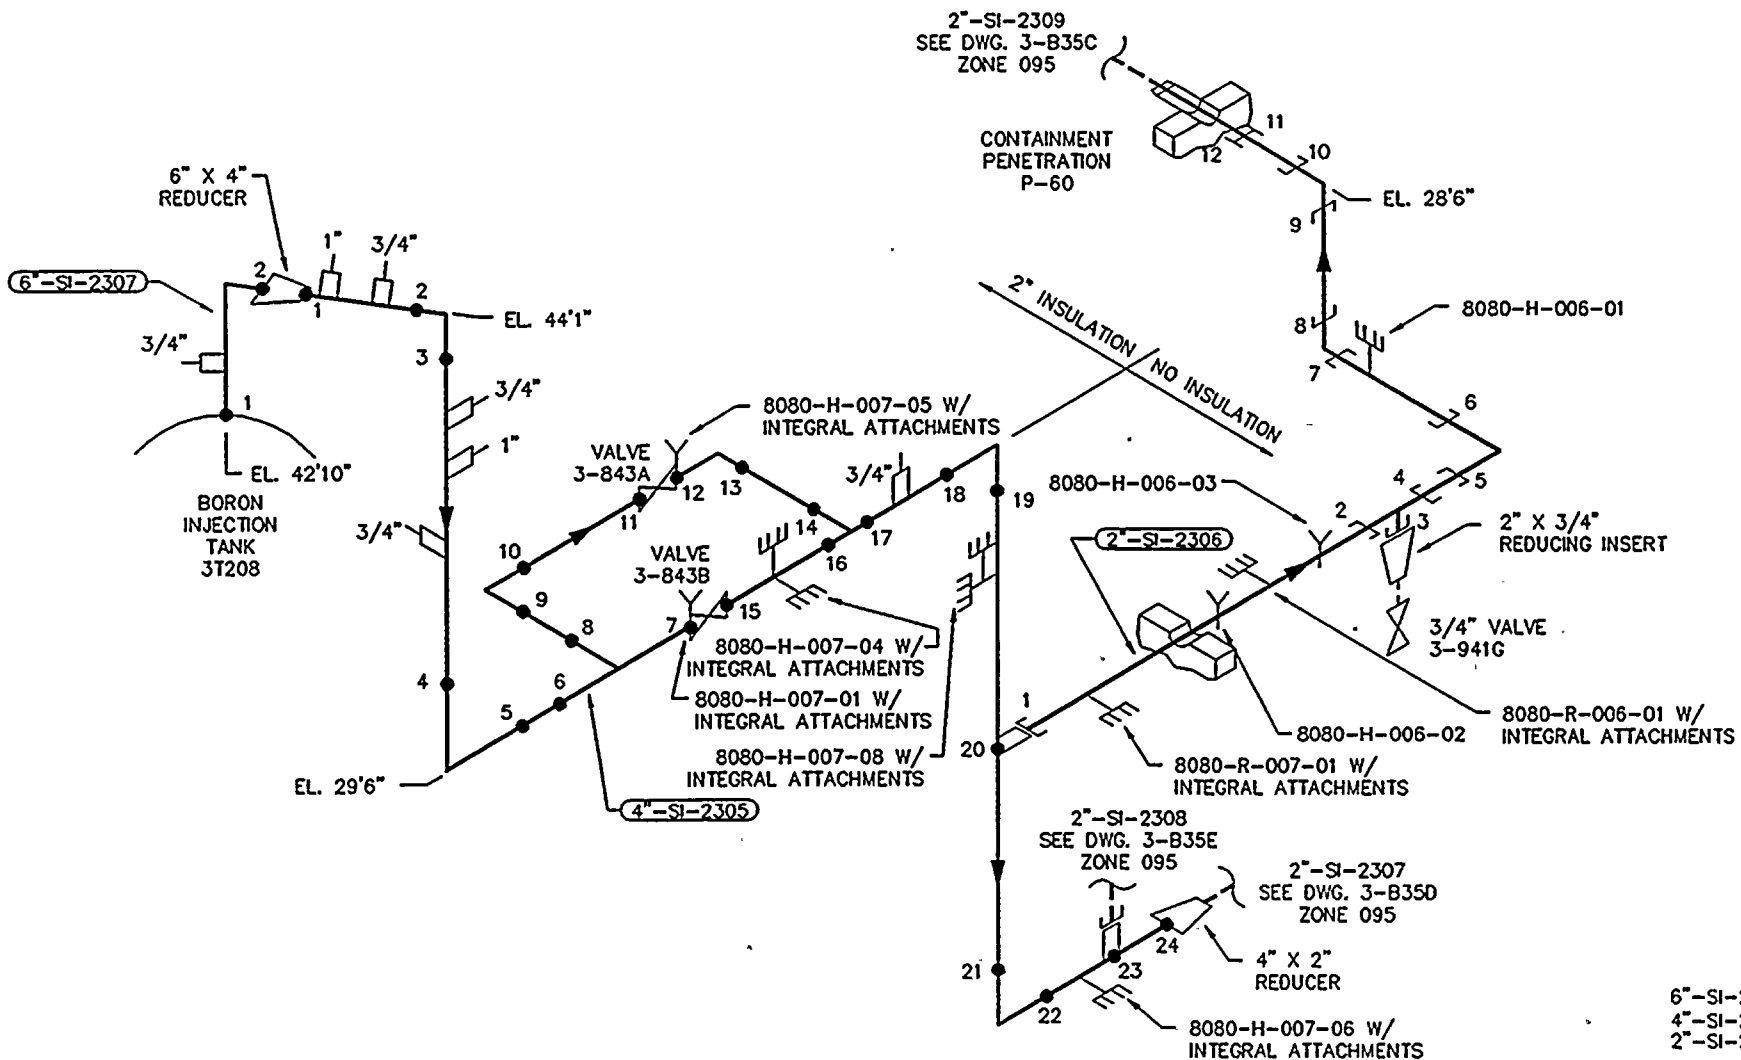 2"-SI-2309
SEE DWG. 3-B35C
ZONE 095
11
12
10
CONTAINMENT
PENETRATION
P-60
EL. 28'6"
9
6" X 4"
REDUCER
1"
3/4"
6"-SI-2307
2
1
2
EL. 44'1"
3/4"
3
1
EL. 42'10"
BORON
INJECTION
TANK
3T208
3/4"
1"
3/4"
4
EL. 29'6"
2" INSULATION
NO INSULATION
8
7
8080-H-006-01
6
4
5
8080-H-007-05 W/
INTEGRAL ATTACHMENTS
VALVE
3-843A
12
13
11
10
14
3/4"
18
17
16
19
9
8
VALVE
3-843B
7
15
6
5
8080-H-007-04 W/
INTEGRAL ATTACHMENTS
8080-H-007-01 W/
INTEGRAL ATTACHMENTS
8080-H-007-08 W/
INTEGRAL ATTACHMENTS
4"-SI-2305
8080-H-006-03
2
3
2"-SI-2306
2" X 3/4"
REDUCING INSERT
3/4" VALVE
3-941G
1
20
8080-H-006-02
8080-R-006-01 W/
INTEGRAL ATTACHMENTS
8080-R-007-01 W/
INTEGRAL ATTACHMENTS
2"-SI-2308
SEE DWG. 3-B35E
ZONE 095
2"-SI-2307
SEE DWG. 3-B35D
ZONE 095
24
23
4" X 2"
REDUCER
21
22
8080-H-007-06 W/
INTEGRAL ATTACHMENTS
6"-SI-
4"-SI-
2"-SI-